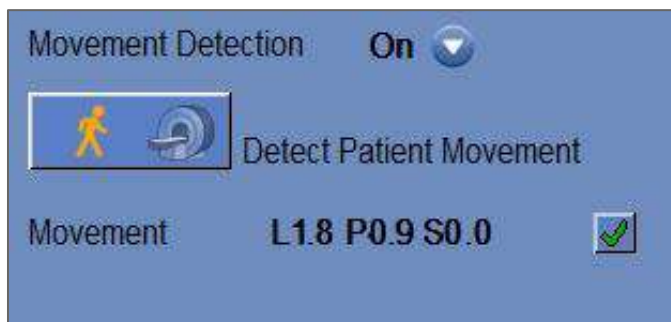 Movement Detection On
Detect Patient Movement
Movement L1.8 P0.9 S0.0